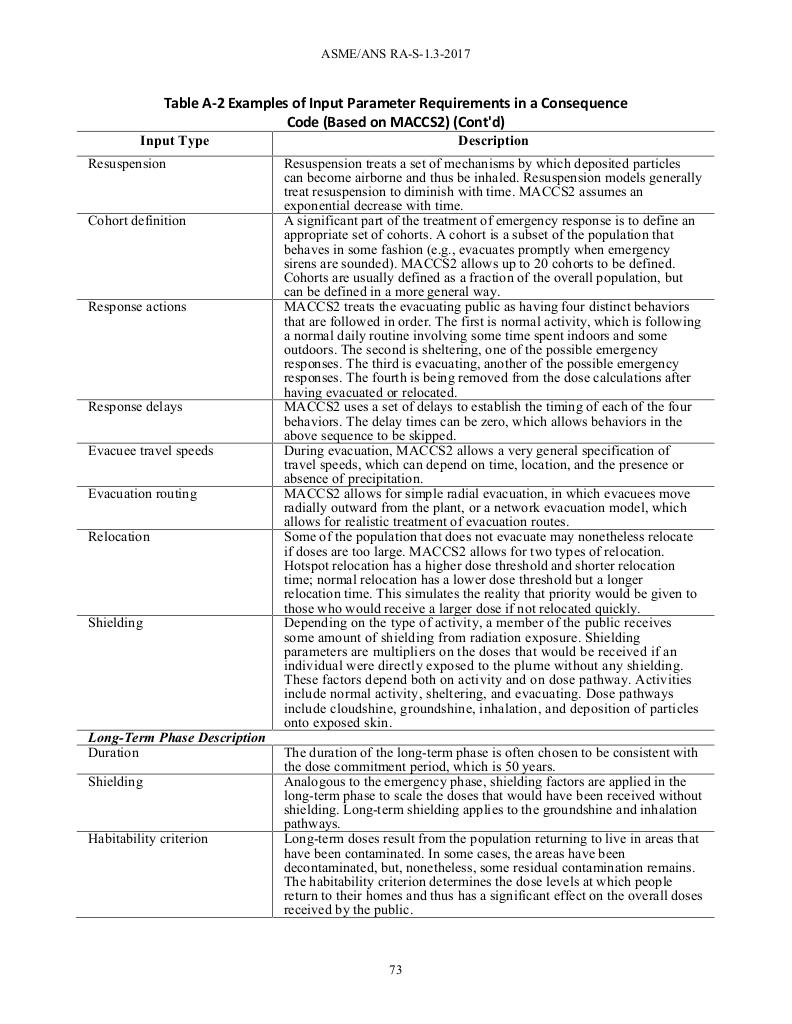 ASME/ANS RA-S-1.3-2017
Table A-2 Examples of Input Parameter Requirements in a Consequence
Code (Based on MACCS2) (Cont'd)
Input Type
Description
Resuspension
Resuspension treats a set of mechanisms by which deposited particles
can become airborne and thus be inhaled. Resuspension models generally
treat resuspension to diminish with time. MACCS2 assumes an
exponential decrease with time.
Cohort definition
A significant part of the treatment of emergency response is to define an
appropriate set of cohorts. A cohort is a subset of the population that
behaves in some fashion (e.g., evacuates promptly when emergency
sirens are sounded). MACCS2 allows up to 20 cohorts to be defined.
Cohorts are usually defined as a fraction of the overall population, but
can be defined in a more general way.
Response actions
MACCS2 treats the evacuating public as having four distinct behaviors
that are followed in order. The first is normal activity, which is following
a normal daily routine involving some time spent indoors and some
outdoors. The second is sheltering, one of the possible emergency
responses. The third is evacuating, another of the possible emergency
responses. The fourth is being removed from the dose calculations after
having evacuated or relocated.
Response delays
MACCS2 uses a set of delays to establish the timing of each of the four
behaviors. The delay times can be zero, which allows behaviors in the
above sequence to be skipped.
Evacuee travel speeds
During evacuation, MACCS2 allows a very general specification of
travel speeds, which can depend on time, location, and the presence or
absence of precipitation.
Evacuation routing
MACCS2 allows for simple radial evacuation, in which evacuees move
radially outward from the plant, or a network evacuation model, which
allows for realistic treatment of evacuation routes.
Relocation
Some of the population that does not evacuate may nonetheless relocate
if doses are too large. MACCS2 allows for two types of relocation.
Hotspot relocation has a higher dose threshold and shorter relocation
time; normal relocation has a lower dose threshold but a longer
relocation time. This simulates the reality that priority would be given to
those who would receive a larger dose if not relocated quickly.
Shielding
Depending on the type of activity, a member of the public receives
some amount of shielding from radiation exposure. Shielding
parameters are multipliers on the doses that would be received if an
individual were directly exposed to the plume without any shielding.
These factors depend both on activity and on dose pathway. Activities
include normal activity, sheltering, and evacuating. Dose pathways
include cloudshine, groundshine, inhalation, and deposition of particles
onto exposed skin.
Long-Term Phase Description
Duration
The duration of the long-term phase is often chosen to be consistent with
the dose commitment period, which is 50 years.
Shielding
Analogous to the emergency phase, shielding factors are applied in the
long-term phase to scale the doses that would have been received without
shielding. Long-term shielding applies to the groundshine and inhalation
pathways.
Habitability criterion
Long-term doses result from the population returning to live in areas that
have been contaminated. In some cases, the areas have been
decontaminated, but, nonetheless, some residual contamination remains.
The habitability criterion determines the dose levels at which people
return to their homes and thus has a significant effect on the overall doses
received by the public.
73